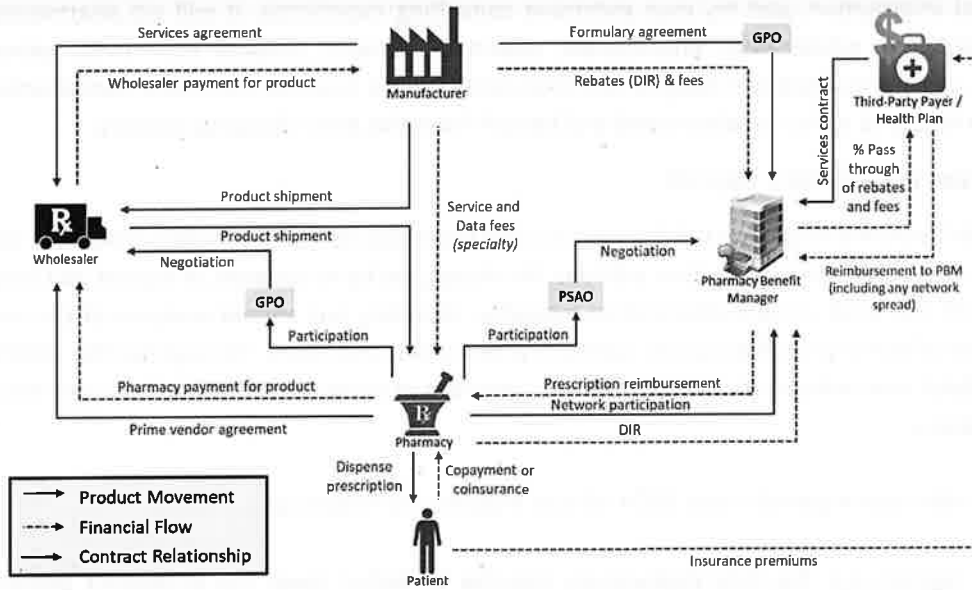 Services agreement
Wholesaler payment for product
Manufacturer
Formulary agreement
GPO
Rebates (DIR) & fees
$
Third-Party Payer /
Health Plan
Services contract
% Pass
through
of rebates
and fees
Product shipment
Product shipment
Rx
Wholesaler
Negotiation
GPO
Participation
Service and
Data fees
(specialty)
Negotiation
PSAO
Participation
Pharmacy Benefit
Manager
Reimbursement to PBM
(including any network
spread)
Pharmacy payment for product
Prime vendor agreement
Rx
Pharmacy
Prescription reimbursement
Network participation
DIR
Dispense
prescription
Copayment or
coinsurance
Patient
Insurance premiums
Product Movement
Financial Flow
Contract Relationship